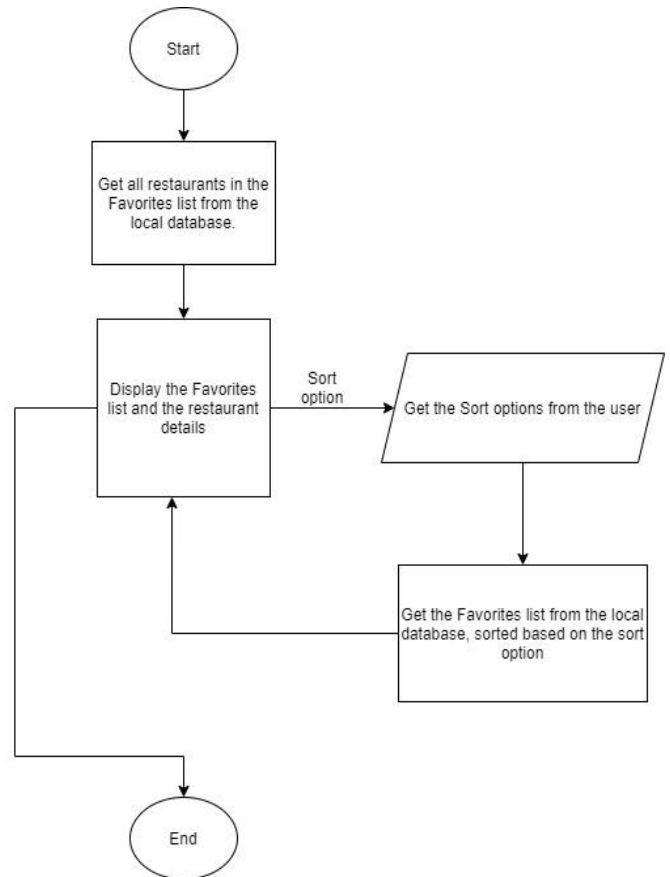 Start
Get all restaurants in the
Favorites list from the
local database.
Display the Favorites
list and the restaurant
details
Sort
option
Get the Sort options from the user
Get the Favorites list from the local
database, sorted based on the sort
option
End